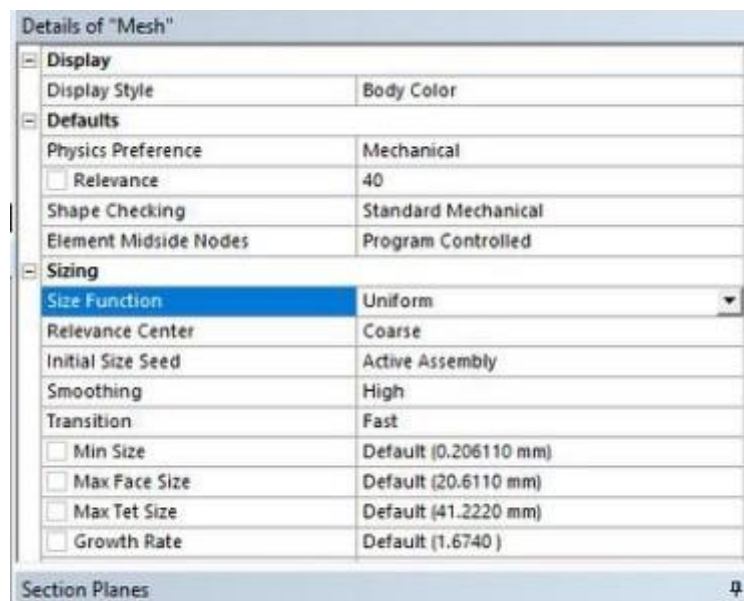 Details of "Mesh"
Display
Display Style Body Color
Defaults
Physics Preference Mechanical
Relevance 40
Shape Checking Standard Mechanical
Element Midside Nodes Program Controlled
Sizing
Size Function Uniform
Relevance Center Coarse
Initial Size Seed Active Assembly
Smoothing High
Transition Fast
Min Size Default (0.206110 mm)
Max Face Size Default (20.6110 mm)
Max Tet Size Default (41.2220 mm)
Growth Rate Default (1.6740 )
Section Planes